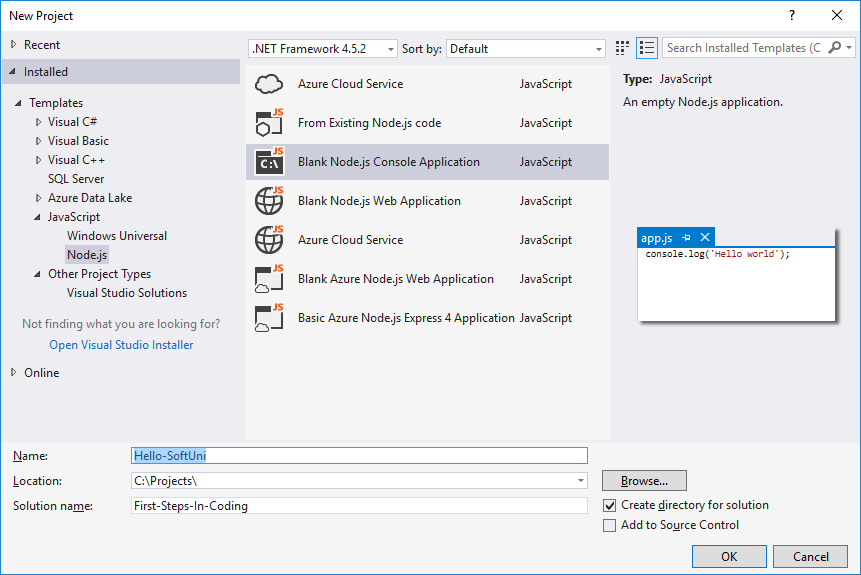 New Project
?
Recent
.NET Framework 4.5.2
Sort by:
Default
Search Installed Templates (C
Installed
Templates
Visual C#
Visual Basic
Visual C++
SQL Server
Azure Data Lake
JavaScript
Windows Universal
Node.js
Other Project Types
Visual Studio Solutions
Not finding what you are looking for?
Open Visual Studio Installer
Online
Azure Cloud Service JavaScript
JS From Existing Node.js code JavaScript
JS C:\ Blank Node.js Console Application JavaScript
JS Blank Node.js Web Application JavaScript
JS Azure Cloud Service JavaScript
JS Blank Azure Node.js Web Application JavaScript
JS Basic Azure Node.js Express 4 Application JavaScript
Type: JavaScript
An empty Node.js application.
app.js
console.log('Hello world');
Name: Hello-SoftUni
Location: C:\Projects\
Browse...
Solution name: First-Steps-In-Coding
Create directory for solution
Add to Source Control
OK
Cancel